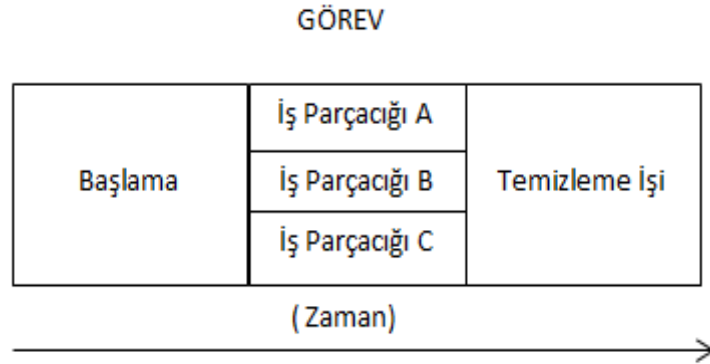 GÖREV
Başlama
İş Parçacığı A
İş Parçacığı B
İş Parçacığı C
Temizleme İşi
( Zaman)